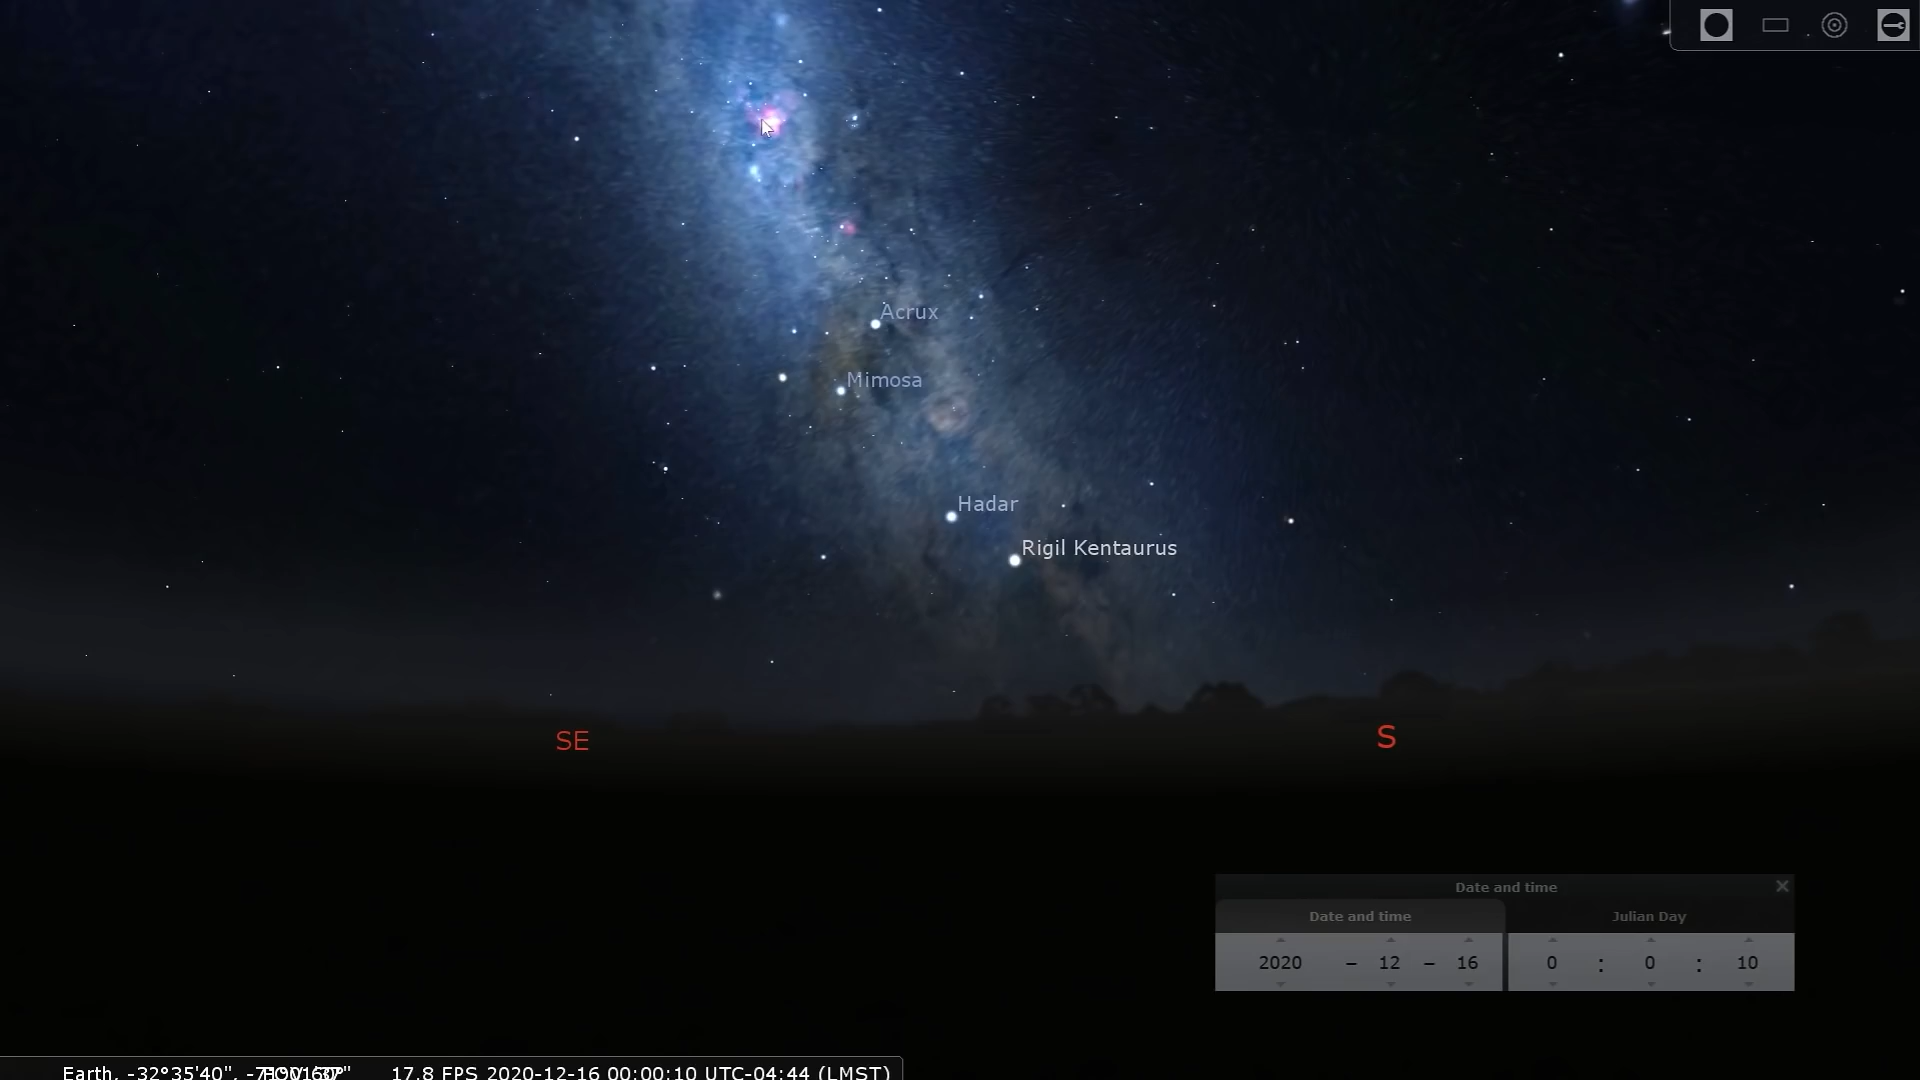 Acrux
Mimosa
Hadar
Rigil Kentaurus
SE
S
Date and time
Date and time
Julian Day
2020 – 12 – 16
0 : 0 : 10
Earth, -32°35'40",
17.8 FPS 2020-12-16 00:00:10 UTC-04:44 (LMST)